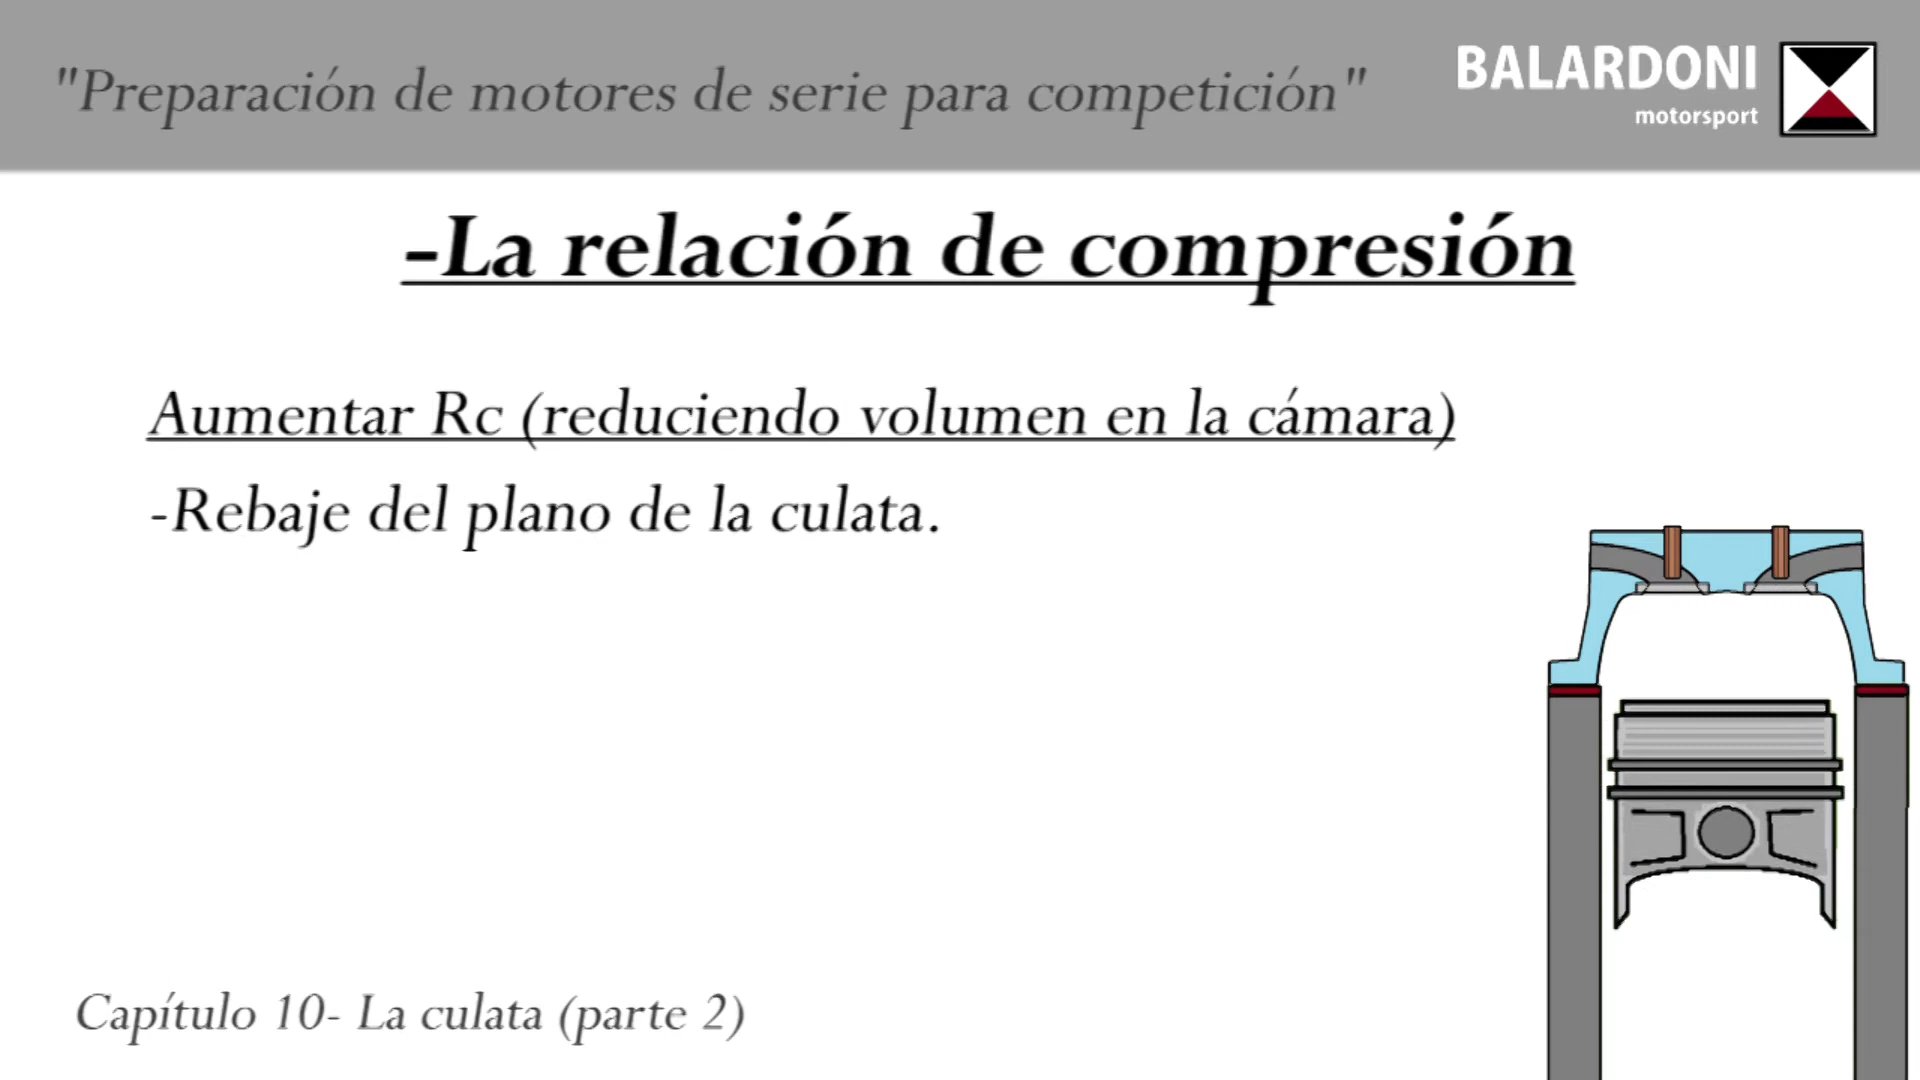 "Preparación de motores de serie para competición"
BALARDONI
motorsport
-La relación de compresión
Aumentar Rc (reduciendo volumen en la cámara)
-Rebaje del plano de la culata.
Capítulo 10- La culata (parte 2)